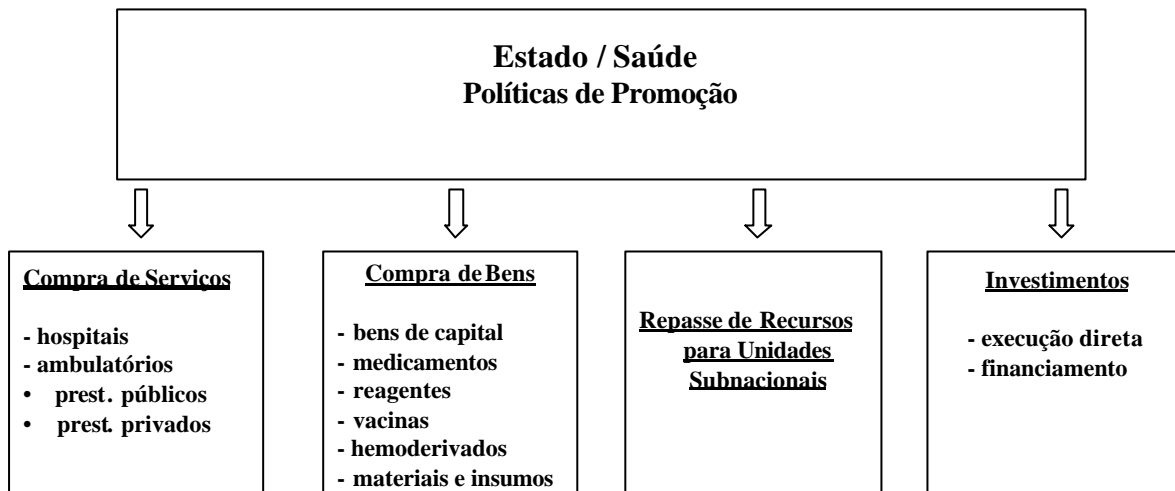 Estado / Saúde
Políticas de Promoção
Compra de Serviços
- hospitais
- ambulatórios
• prest. públicos
• prest. privados
Compra de Bens
- bens de capital
- medicamentos
- reagentes
- vacinas
- hemoderivados
- materiais e insumos
Repasse de Recursos
para Unidades
Subnacionais
Investimentos
- execução direta
- financiamento